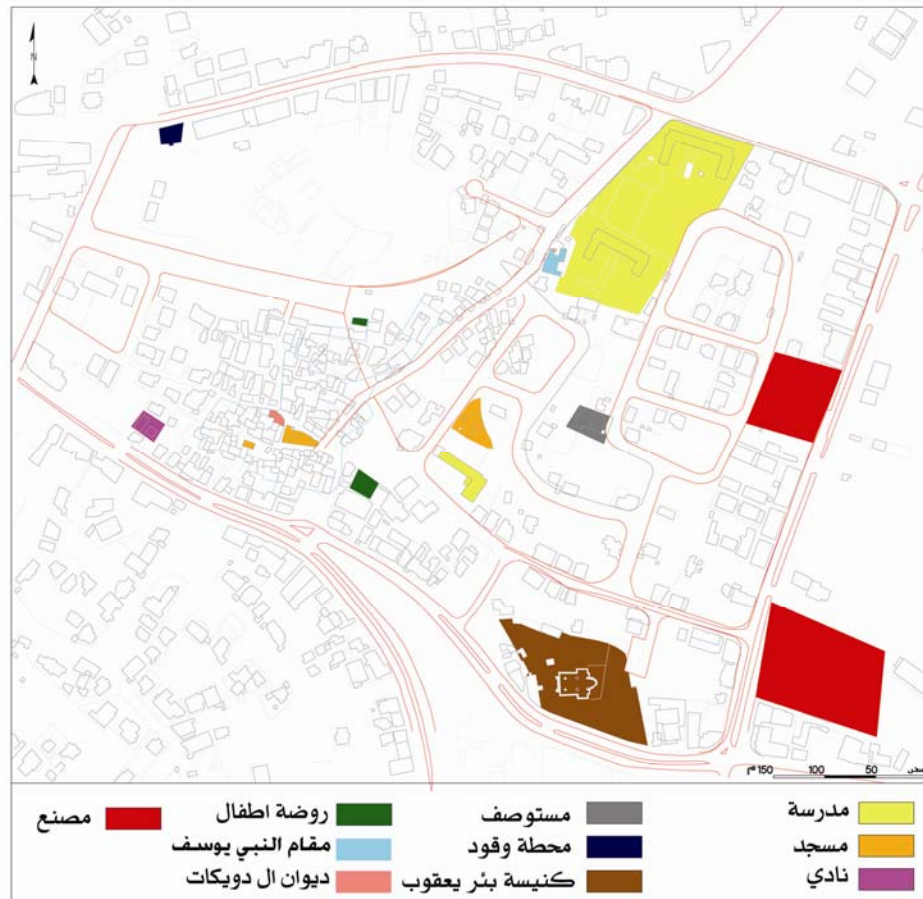 N
م150 100 50
مدرسة مستوصف روضة اطفال مصنع
مسجد محطة وقود مقام النبي يوسف
نادي كنيسة بئر يعقوب ديوان ال دويكات